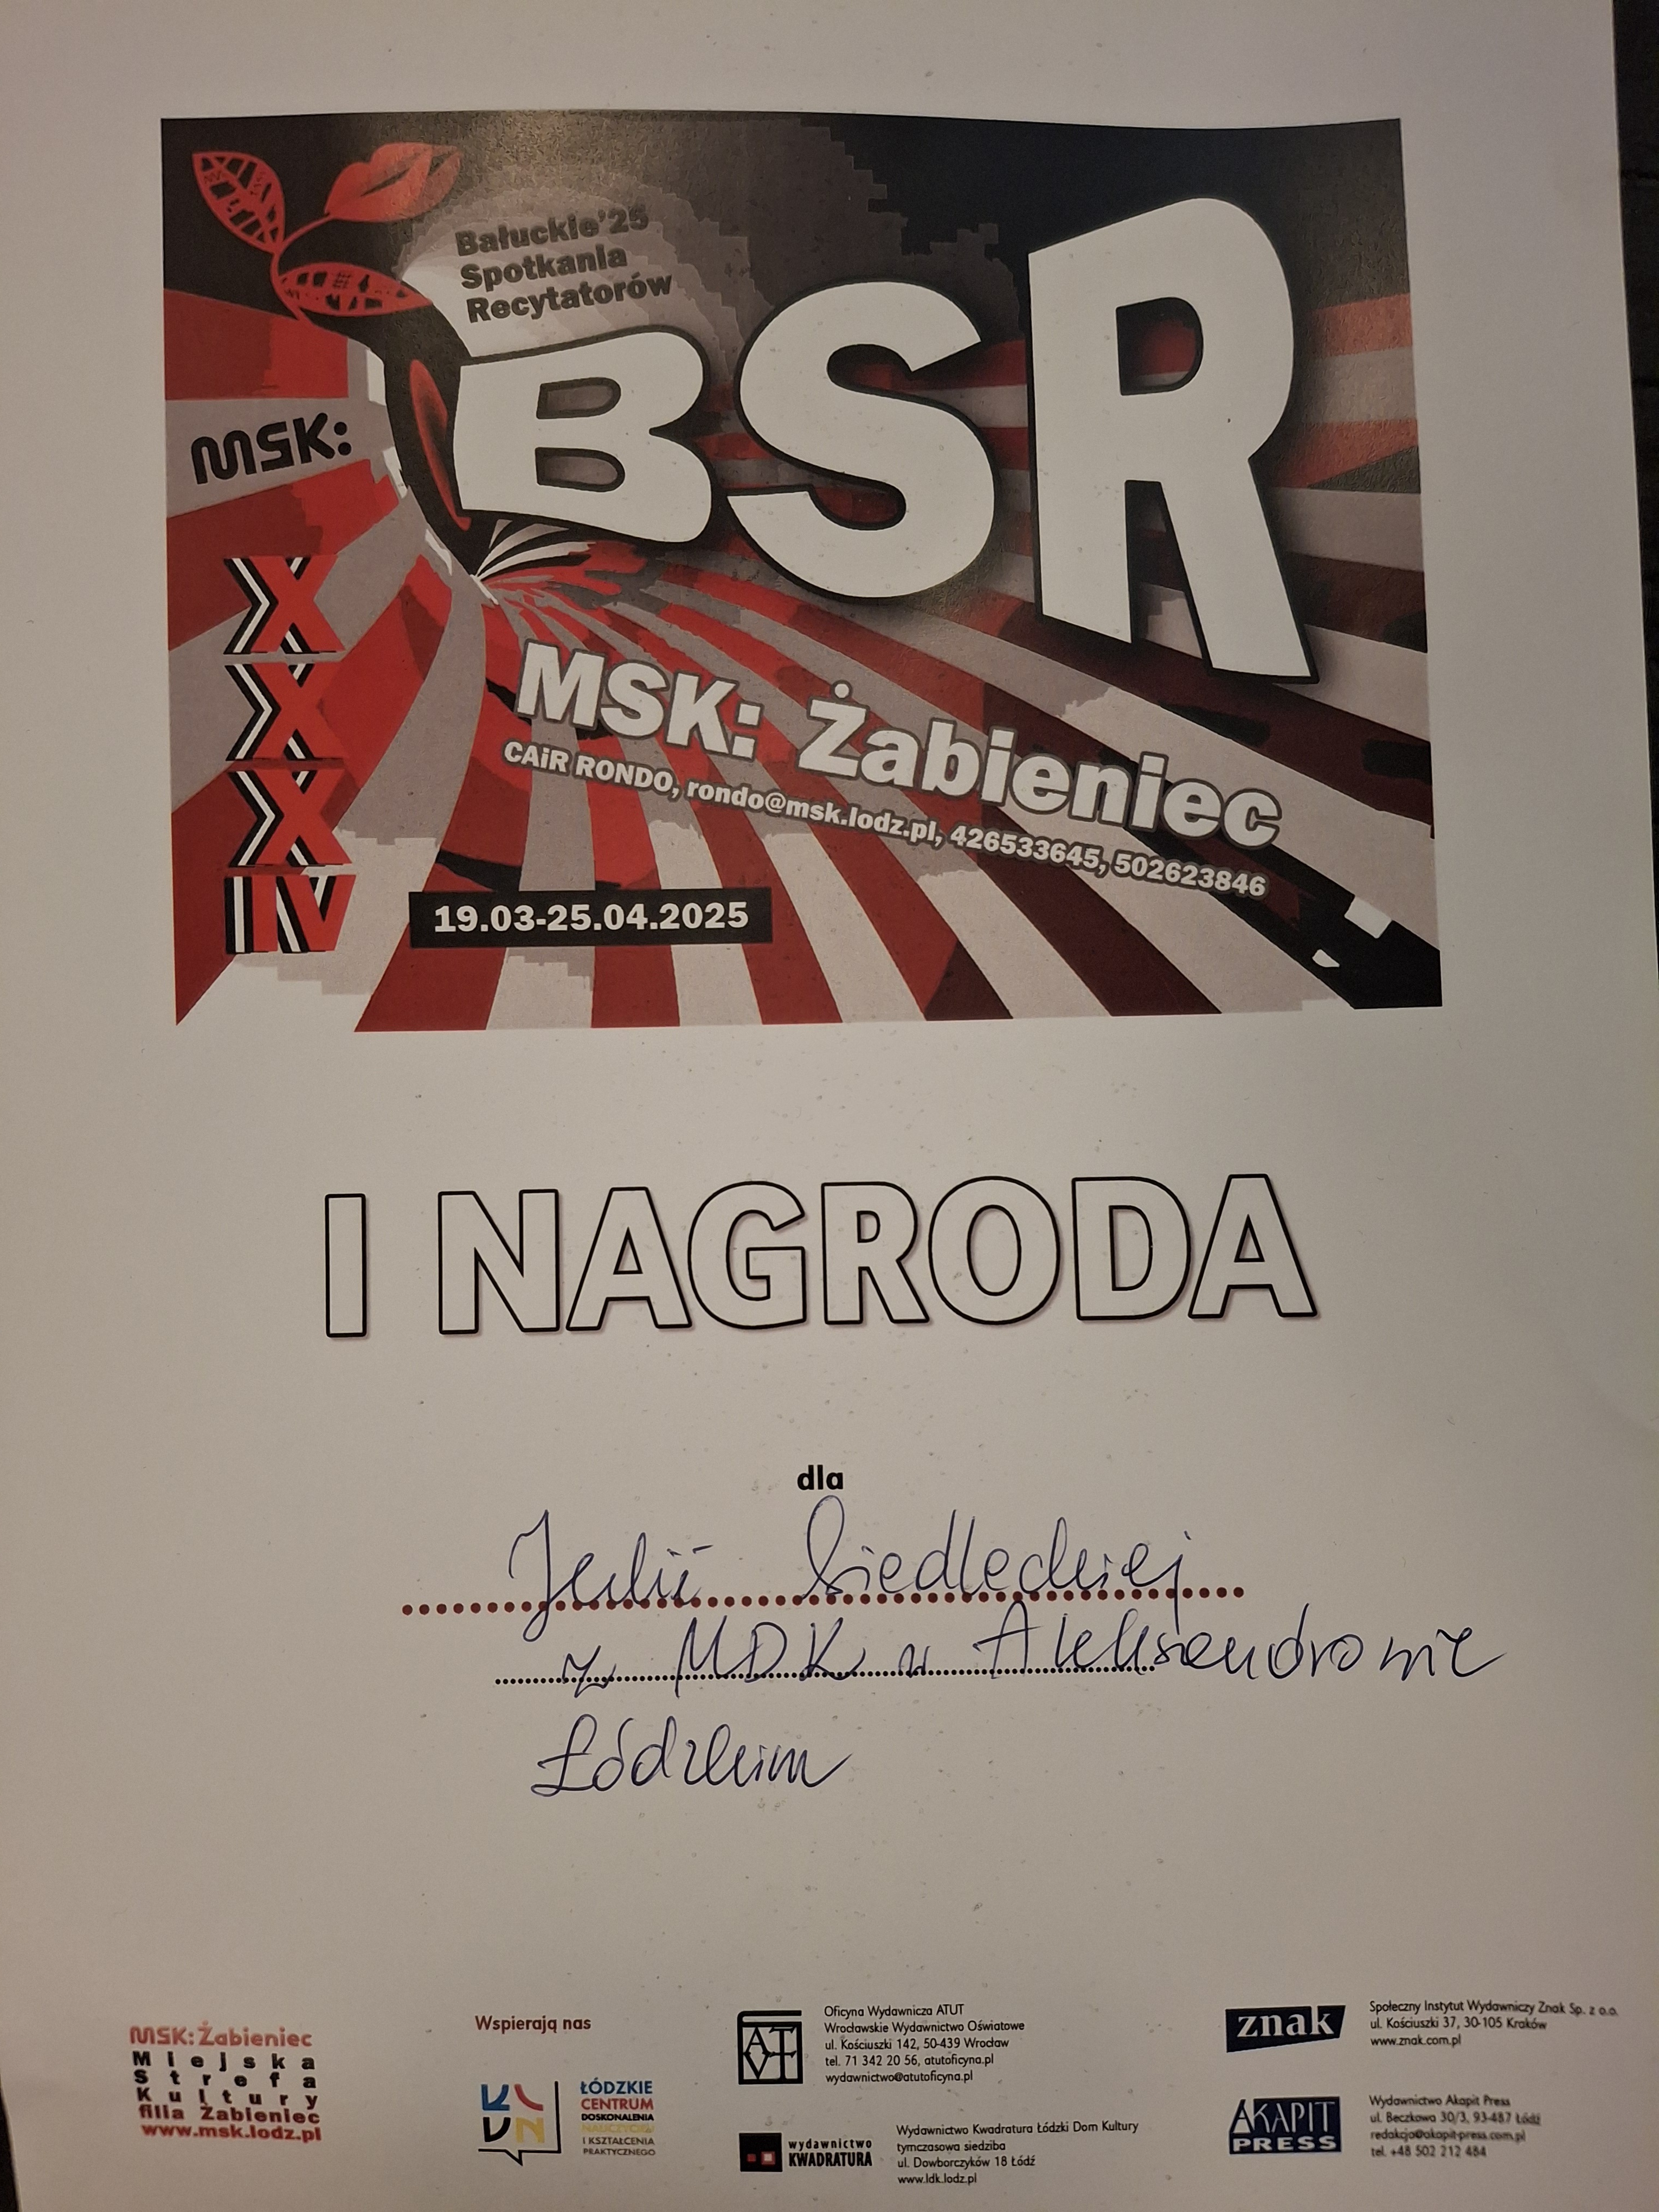 Bałuckie'25
Spotkania
Recytatorów
BSR
MSK:
X
X
X
IV
MSK: Żabieniec
CAiR RONDO, rondo@msk.lodz.pl, 426533645, 502623846
19.03-25.04.2025
I NAGRODA
dla
Siedleckiej
z MDK w Aleksandrowie
Łódzkim
MSK: Żabieniec
Miejska
Strefa
Kultury
filia Żabieniec
www.msk.lodz.pl
Wspierają nas
ŁÓDZKIE
CENTRUM
DOSKONALENIA
NAUCZYCIELI
I KSZTAŁCENIA
PRAKTYCZNEGO
ATUT
Oficyna Wydawnicza ATUT
Wrocławskie Wydawnictwo Oświatowe
ul. Kościuszki 142, 50-439 Wrocław
tel. 71 342 20 56, atutoficyna.pl
wydawnictwo@atutoficyna.pl
wydawnictwo
KWADRATURA
Wydawnictwo Kwadratura Łódzki Dom Kultury
tymczasowa siedziba
ul. Dowborczyków 18 Łódź
www.ldk.lodz.pl
znak
Społeczny Instytut Wydawniczy Znak Sp. z o.o.
ul. Kościuszki 37, 30-105 Kraków
www.znak.com.pl
AKAPIT
PRESS
Wydawnictwo Akapit Press
ul. Beczkowa 30/3, 93-487 Łódź
redakcja@akapit-press.com.pl
tel. +48 502 212 484